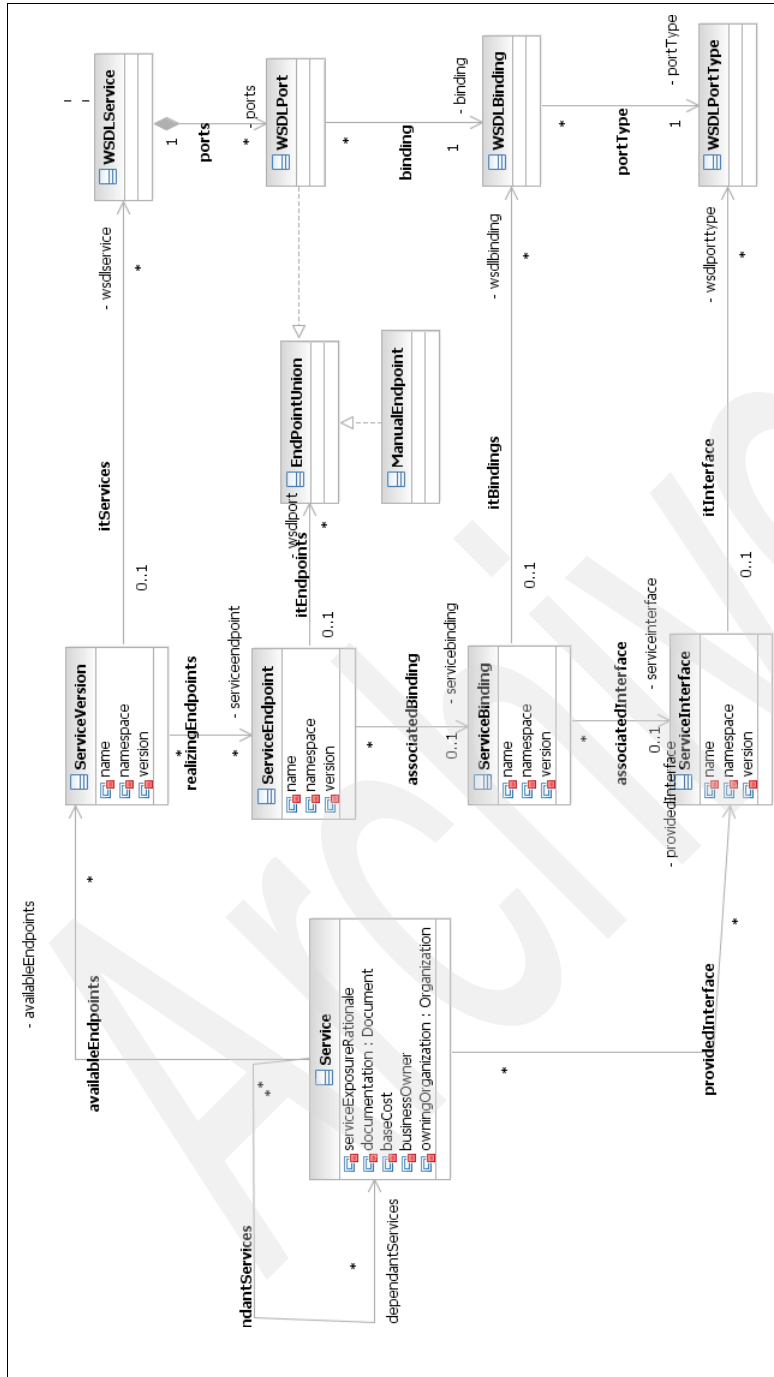 - availableEndpoints
availableEndpoints
*
Service
serviceExposureRationale
documentation : Document
baseCost
businessOwner
owningOrganization : Organization
*
*
ndantServices
*
dependantServices
*
providedInterface
*
- providedInterface
ServiceVersion
name
namespace
version
*
realizingEndpoints
*
- serviceendpoint
ServiceEndpoint
name
namespace
version
*
associatedBinding
0..1
- servicebinding
ServiceBinding
name
namespace
version
*
associatedInterface
0..1
- serviceinterface
ServiceInterface
name
namespace
version
0..1
itServices
- wsdlservice
*
0..1
itEndpoints
- wsdlport
*
EndPointUnion
ManualEndpoint
0..1
itBindings
- wsdlbinding
*
0..1
itInterface
- wsdlporttype
*
WSDLService
1
ports
*
- ports
WSDLPort
*
binding
1
- binding
WSDLBinding
*
portType
1
- portType
WSDLPortType
Archive